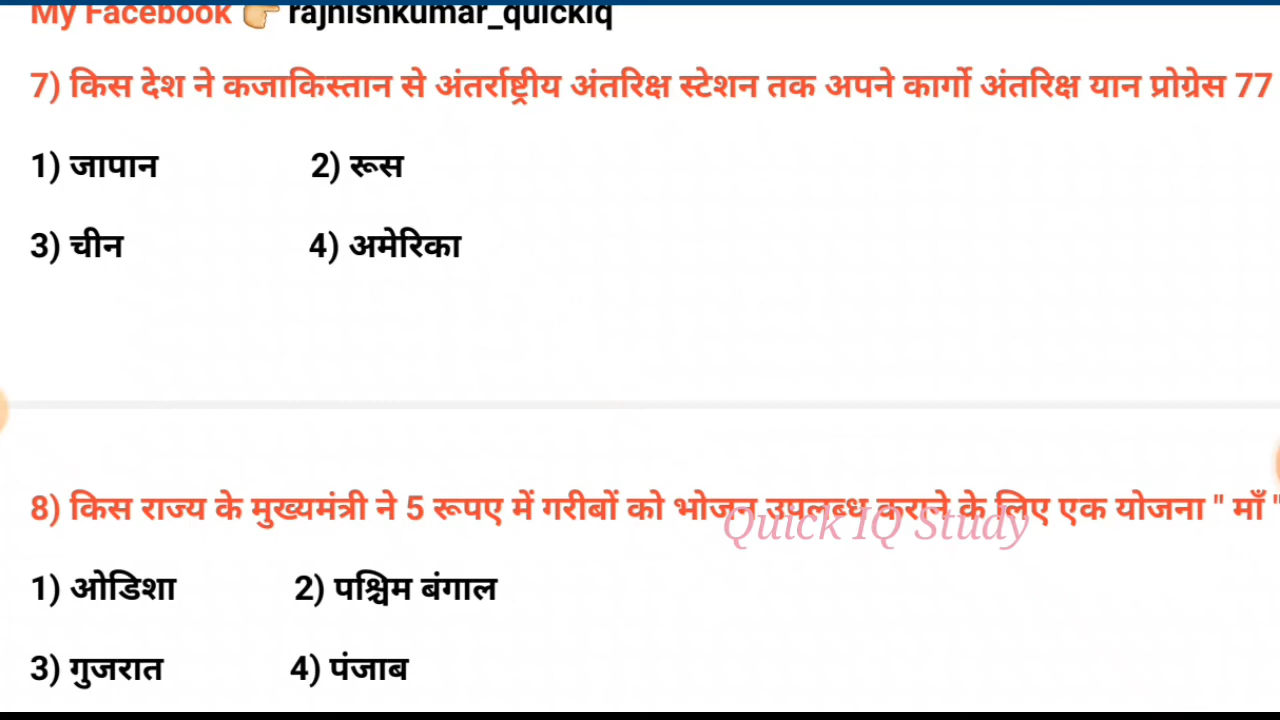 My Facebook 👉 rajnishkumar_quickiq
7) किस देश ने कजाकिस्तान से अंतर्राष्ट्रीय अंतरिक्ष स्टेशन तक अपने कार्गो अंतरिक्ष यान प्रोग्रेस 77
1) जापान 2) रूस
3) चीन 4) अमेरिका
8) किस राज्य के मुख्यमंत्री ने 5 रूपए में गरीबों को भोजन उपलब्ध कराने के लिए एक योजना " माँ "
Quick IQ Study
1) ओडिशा 2) पश्चिम बंगाल
3) गुजरात 4) पंजाब